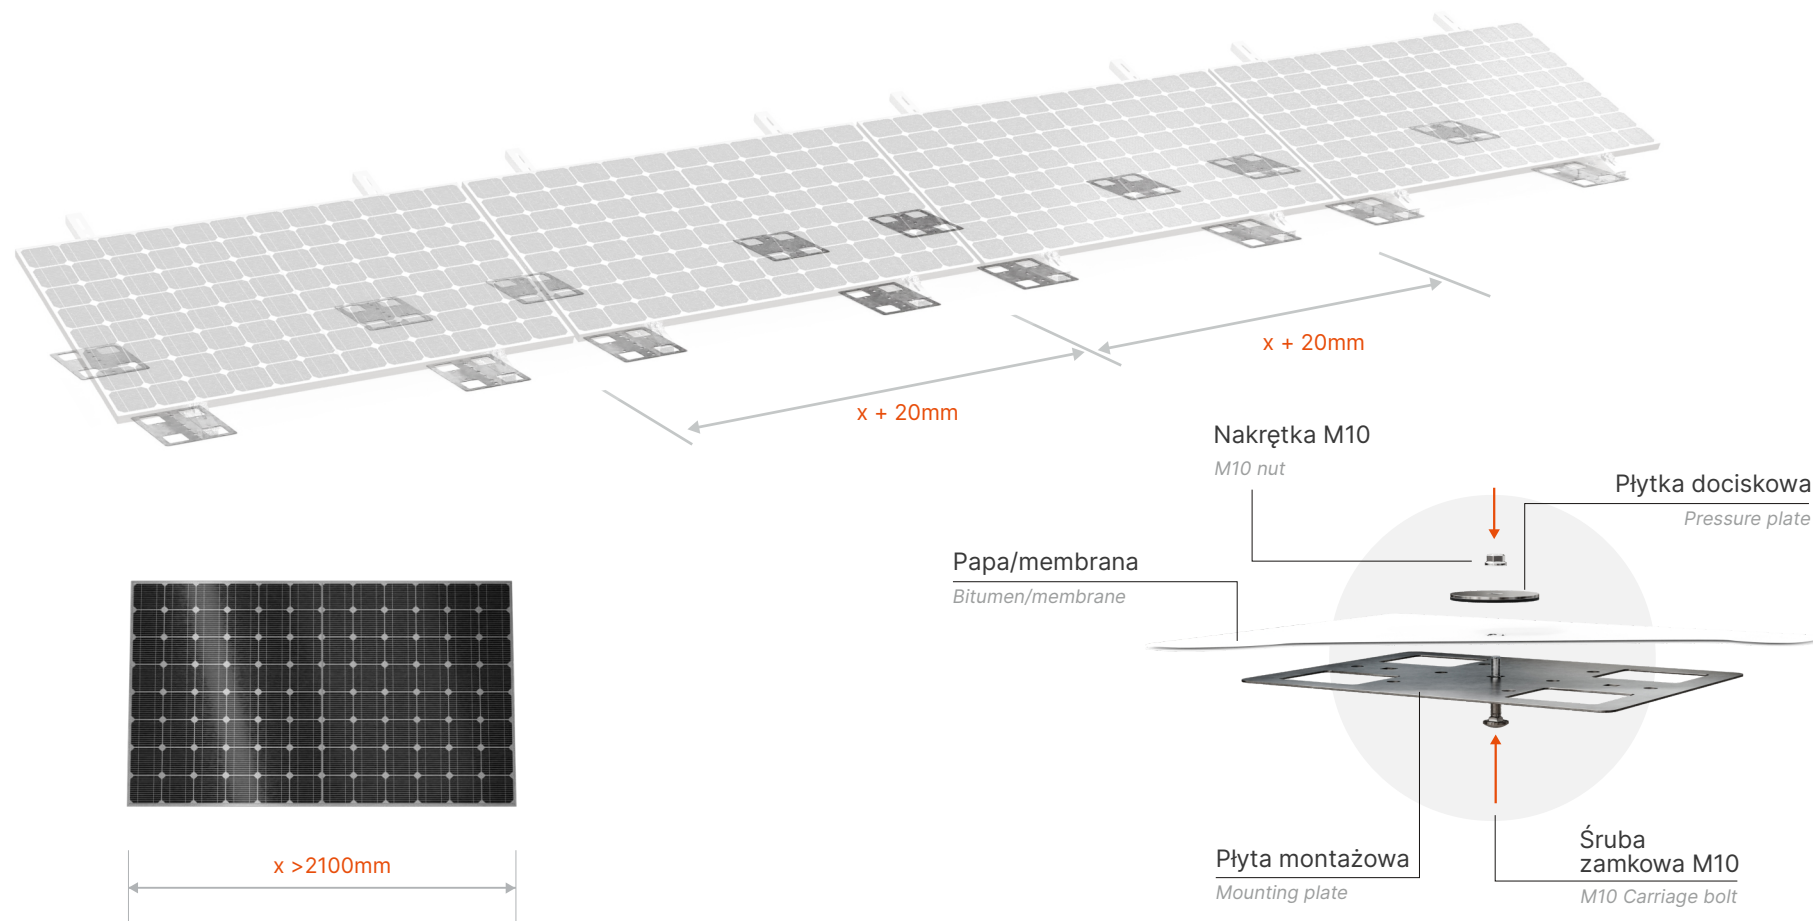 x + 20mm
x + 20mm
Nakrętka M10
M10 nut
Płytka dociskowa
Pressure plate
Papa/membrana
Bitumen/membrane
x >2100mm
Płyta montażowa
Mounting plate
Śruba
zamkowa M10
M10 Carriage bolt